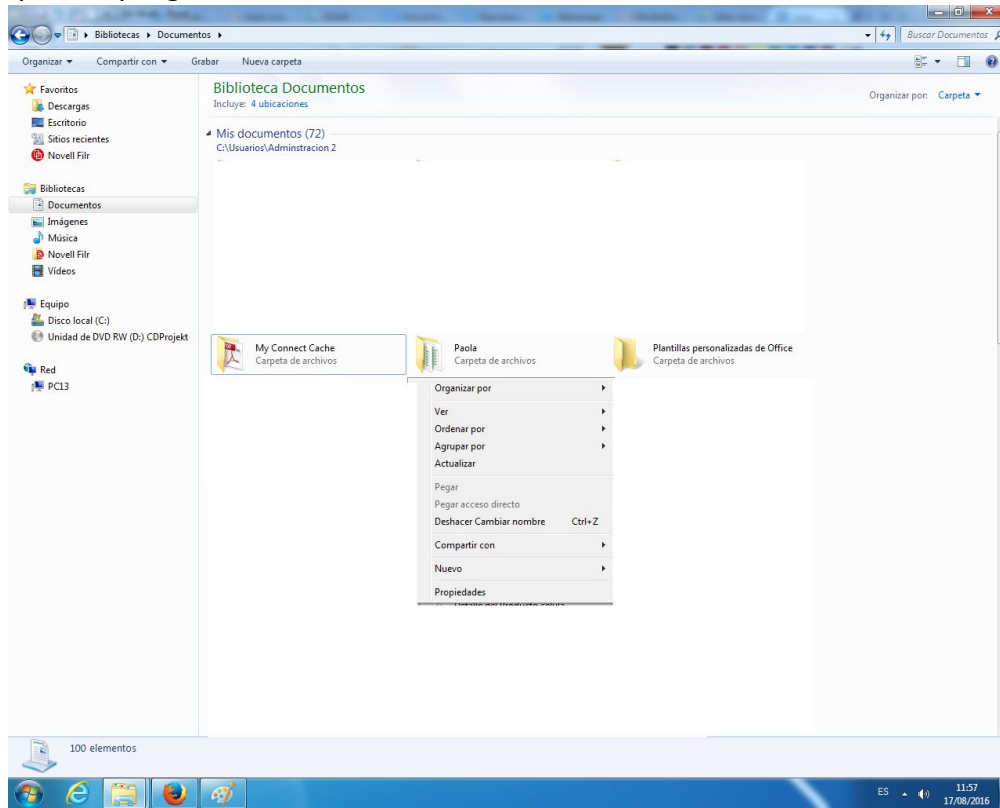 Bibliotecas ▸ Documentos ▸
Buscar Documentos
Organizar
Compartir con
Grabar
Nueva carpeta
Favoritos
Descargas
Escritorio
Sitios recientes
Novell Filr
Bibliotecas
Documentos
Imágenes
Música
Novell Filr
Vídeos
Equipo
Disco local (C:)
Unidad de DVD RW (D:) CDProjekt
Red
PC13
Biblioteca Documentos
Incluye: 4 ubicaciones
Organizar por: Carpeta
Mis documentos (72)
C:\Usuarios\Adminstracion 2
My Connect Cache
Carpeta de archivos
Paola
Carpeta de archivos
Plantillas personalizadas de Office
Carpeta de archivos
Organizar por
Ver
Ordenar por
Agrupar por
Actualizar
Pegar
Pegar acceso directo
Deshacer Cambiar nombre Ctrl+Z
Compartir con
Nuevo
Propiedades
100 elementos
ES
11:57
17/08/2016